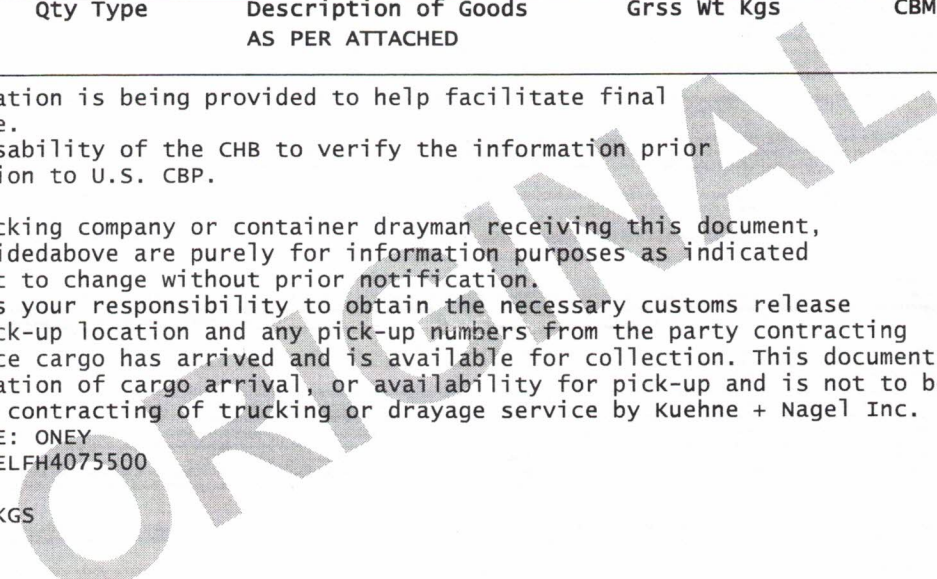 Qty Type Description of Goods Grss Wt Kgs CBM
AS PER ATTACHED
ation is being provided to help facilitate final
e.
sability of the CHB to verify the information prior
ion to U.S. CBP.
cking company or container drayman receiving this document,
idedabove are purely for information purposes as indicated
t to change without prior notification.
s your responsibility to obtain the necessary customs release
ck-up location and any pick-up numbers from the party contracting
ce cargo has arrived and is available for collection. This document
ation of cargo arrival, or availability for pick-up and is not to b
contracting of trucking or drayage service by Kuehne + Nagel Inc.
E: ONEY
ELFH4075500
KGS
ORIGINAL